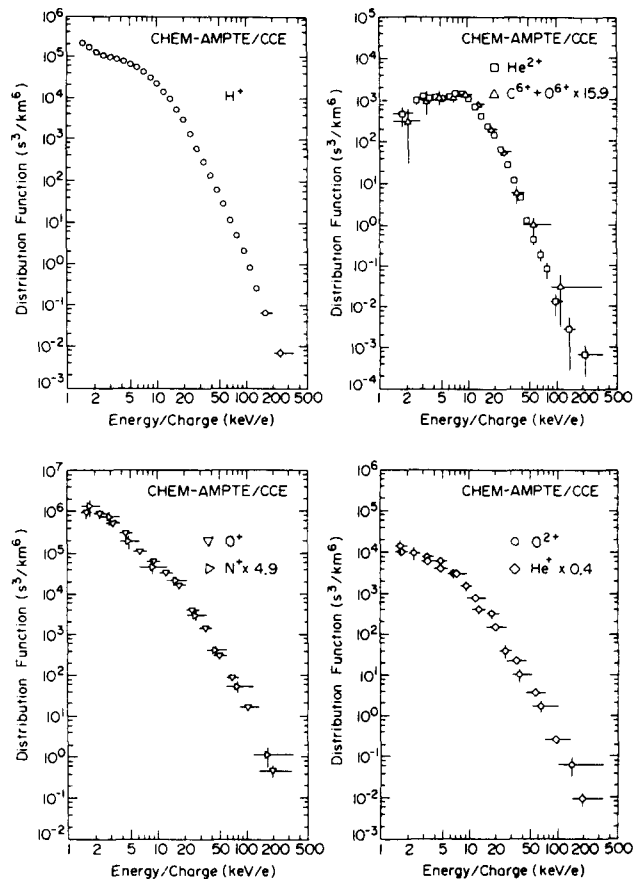 CHEM-AMPTE/CCE
H⁺
10⁶
10⁵
10⁴
10³
10²
10¹
10⁰
10⁻¹
10⁻²
10⁻³
Distribution Function (s³/km⁶)
1 2 5 10 20 50 100 200 500
Energy/Charge (keV/e)
CHEM-AMPTE/CCE
He²⁺
C⁶⁺+O⁶⁺×15.9
10⁵
10⁴
10³
10²
10¹
10⁰
10⁻¹
10⁻²
10⁻³
10⁻⁴
Distribution Function (s³/km⁶)
1 2 5 10 20 50 100 200 500
Energy/Charge (keV/e)
CHEM-AMPTE/CCE
O⁺
N⁺× 4.9
10⁷
10⁶
10⁵
10⁴
10³
10²
10¹
10⁰
10⁻¹
10⁻²
Distribution Function (s³/km⁶)
1 2 5 10 20 50 100 200 500
Energy/Charge (keV/e)
CHEM-AMPTE/CCE
O²⁺
He⁺× 0.4
10⁶
10⁵
10⁴
10³
10²
10¹
10⁰
10⁻¹
10⁻²
10⁻³
Distribution Function (s³/km⁶)
1 2 5 10 20 50 100 200 500
Energy/Charge (keV/e)